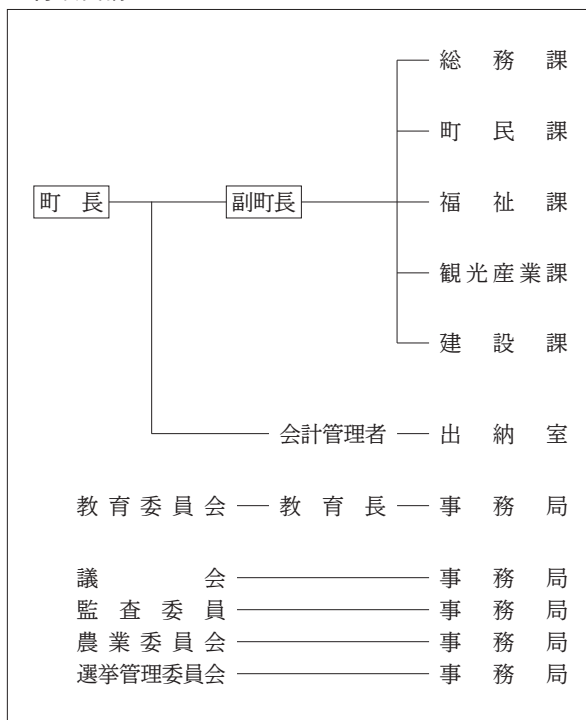 総務課
町民課
町長 副町長 福祉課
観光産業課
建設課
会計管理者 出納室
教育委員会 教育長 事務局
議会 事務局
監査委員 事務局
農業委員会 事務局
選挙管理委員会 事務局